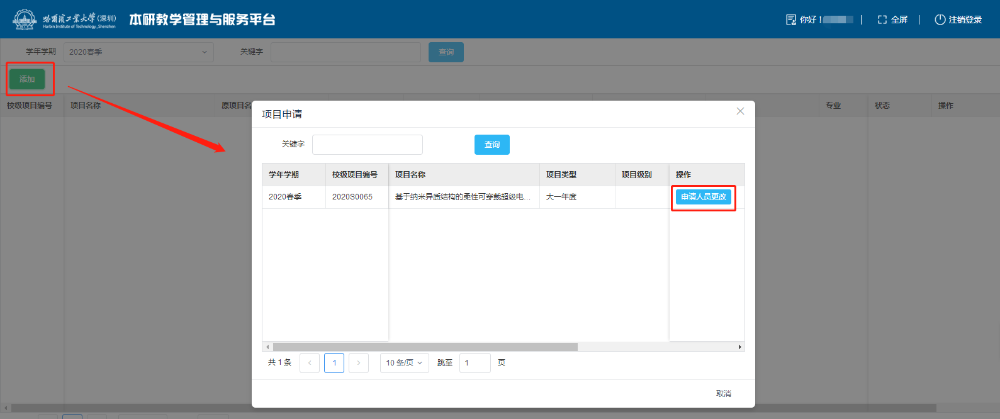 哈尔滨工业大学(深圳)
Harbin Institute of Technology, Shenzhen
本研教学管理与服务平台
你好！
全屏
注销登录
学年学期 2020春季 关键字 查询
添加
校级项目编号 项目名称 原项目名 专业 状态 操作
项目申请
关键字 查询
学年学期 校级项目编号 项目名称 项目类型 项目级别 操作
2020春季 2020S0065 基于纳米异质结构的柔性可穿戴超级电... 大一年度 申请人员更改
共 1 条 1 10 条/页 跳至 1 页
取消